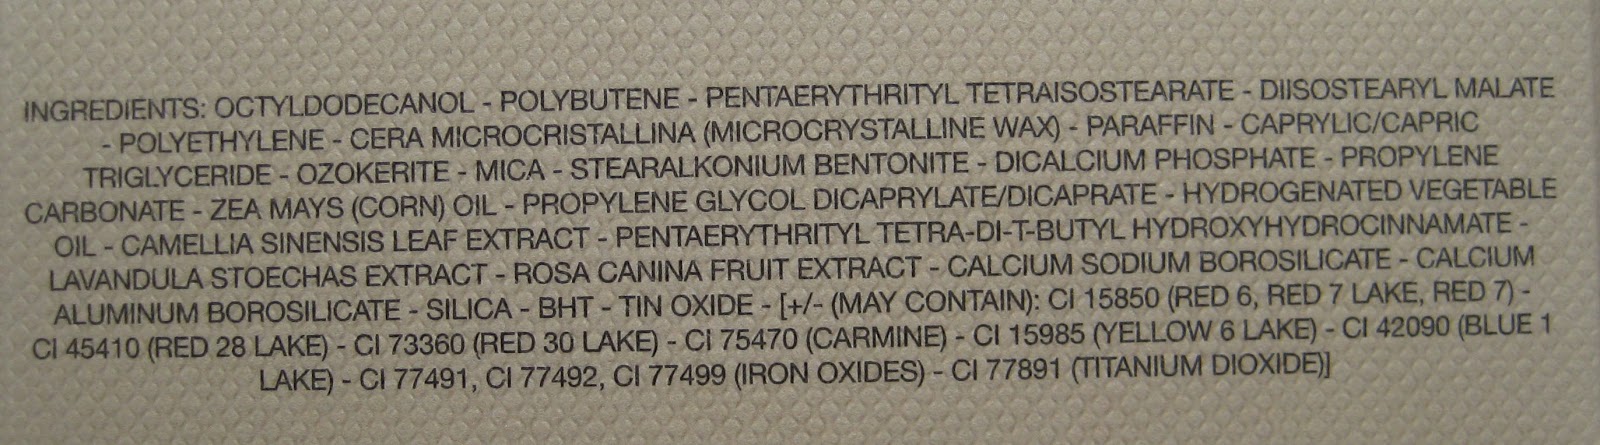 INGREDIENTS: OCTYLDODECANOL - POLYBUTENE - PENTAERYTHRITYL TETRAISOSTEARATE - DIISOSTEARYL MALATE
- POLYETHYLENE - CERA MICROCRISTALLINA (MICROCRYSTALLINE WAX) - PARAFFIN - CAPRYLIC/CAPRIC
TRIGLYCERIDE - OZOKERITE - MICA - STEARALKONIUM BENTONITE - DICALCIUM PHOSPHATE - PROPYLENE
CARBONATE - ZEA MAYS (CORN) OIL - PROPYLENE GLYCOL DICAPRYLATE/DICAPRATE - HYDROGENATED VEGETABLE
OIL - CAMELLIA SINENSIS LEAF EXTRACT - PENTAERYTHRITYL TETRA-DI-T-BUTYL HYDROXYHYDROCINNAMATE -
LAVANDULA STOECHAS EXTRACT - ROSA CANINA FRUIT EXTRACT - CALCIUM SODIUM BOROSILICATE - CALCIUM
ALUMINUM BOROSILICATE - SILICA - BHT - TIN OXIDE - [+/- (MAY CONTAIN): CI 15850 (RED 6, RED 7 LAKE, RED 7) -
CI 45410 (RED 28 LAKE) - CI 73360 (RED 30 LAKE) - CI 75470 (CARMINE) - CI 15985 (YELLOW 6 LAKE) - CI 42090 (BLUE 1
LAKE) - CI 77491, CI 77492, CI 77499 (IRON OXIDES) - CI 77891 (TITANIUM DIOXIDE)]